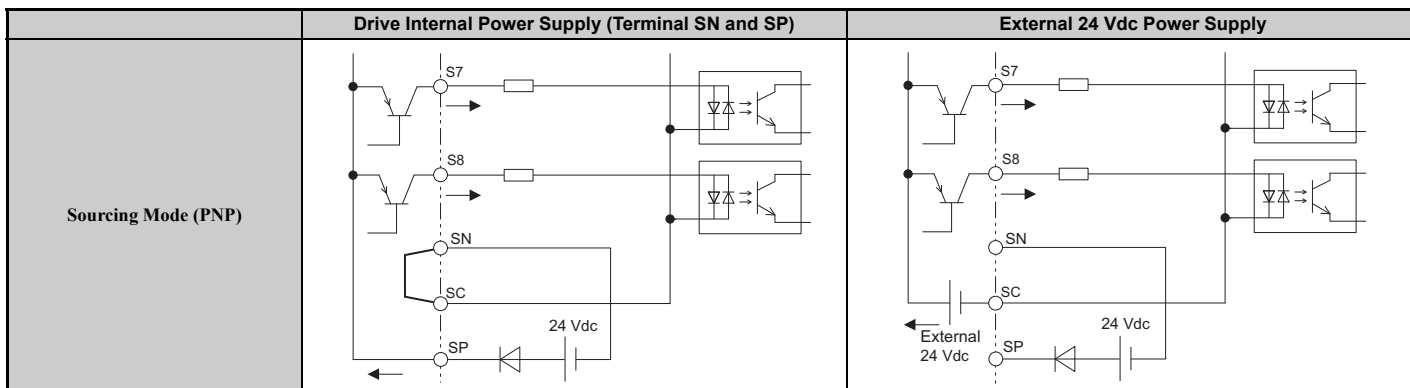 Drive Internal Power Supply (Terminal SN and SP)
External 24 Vdc Power Supply
Sourcing Mode (PNP)
S7
S8
SN
SC
24 Vdc
SP
S7
S8
SN
SC
External
24 Vdc
24 Vdc
SP